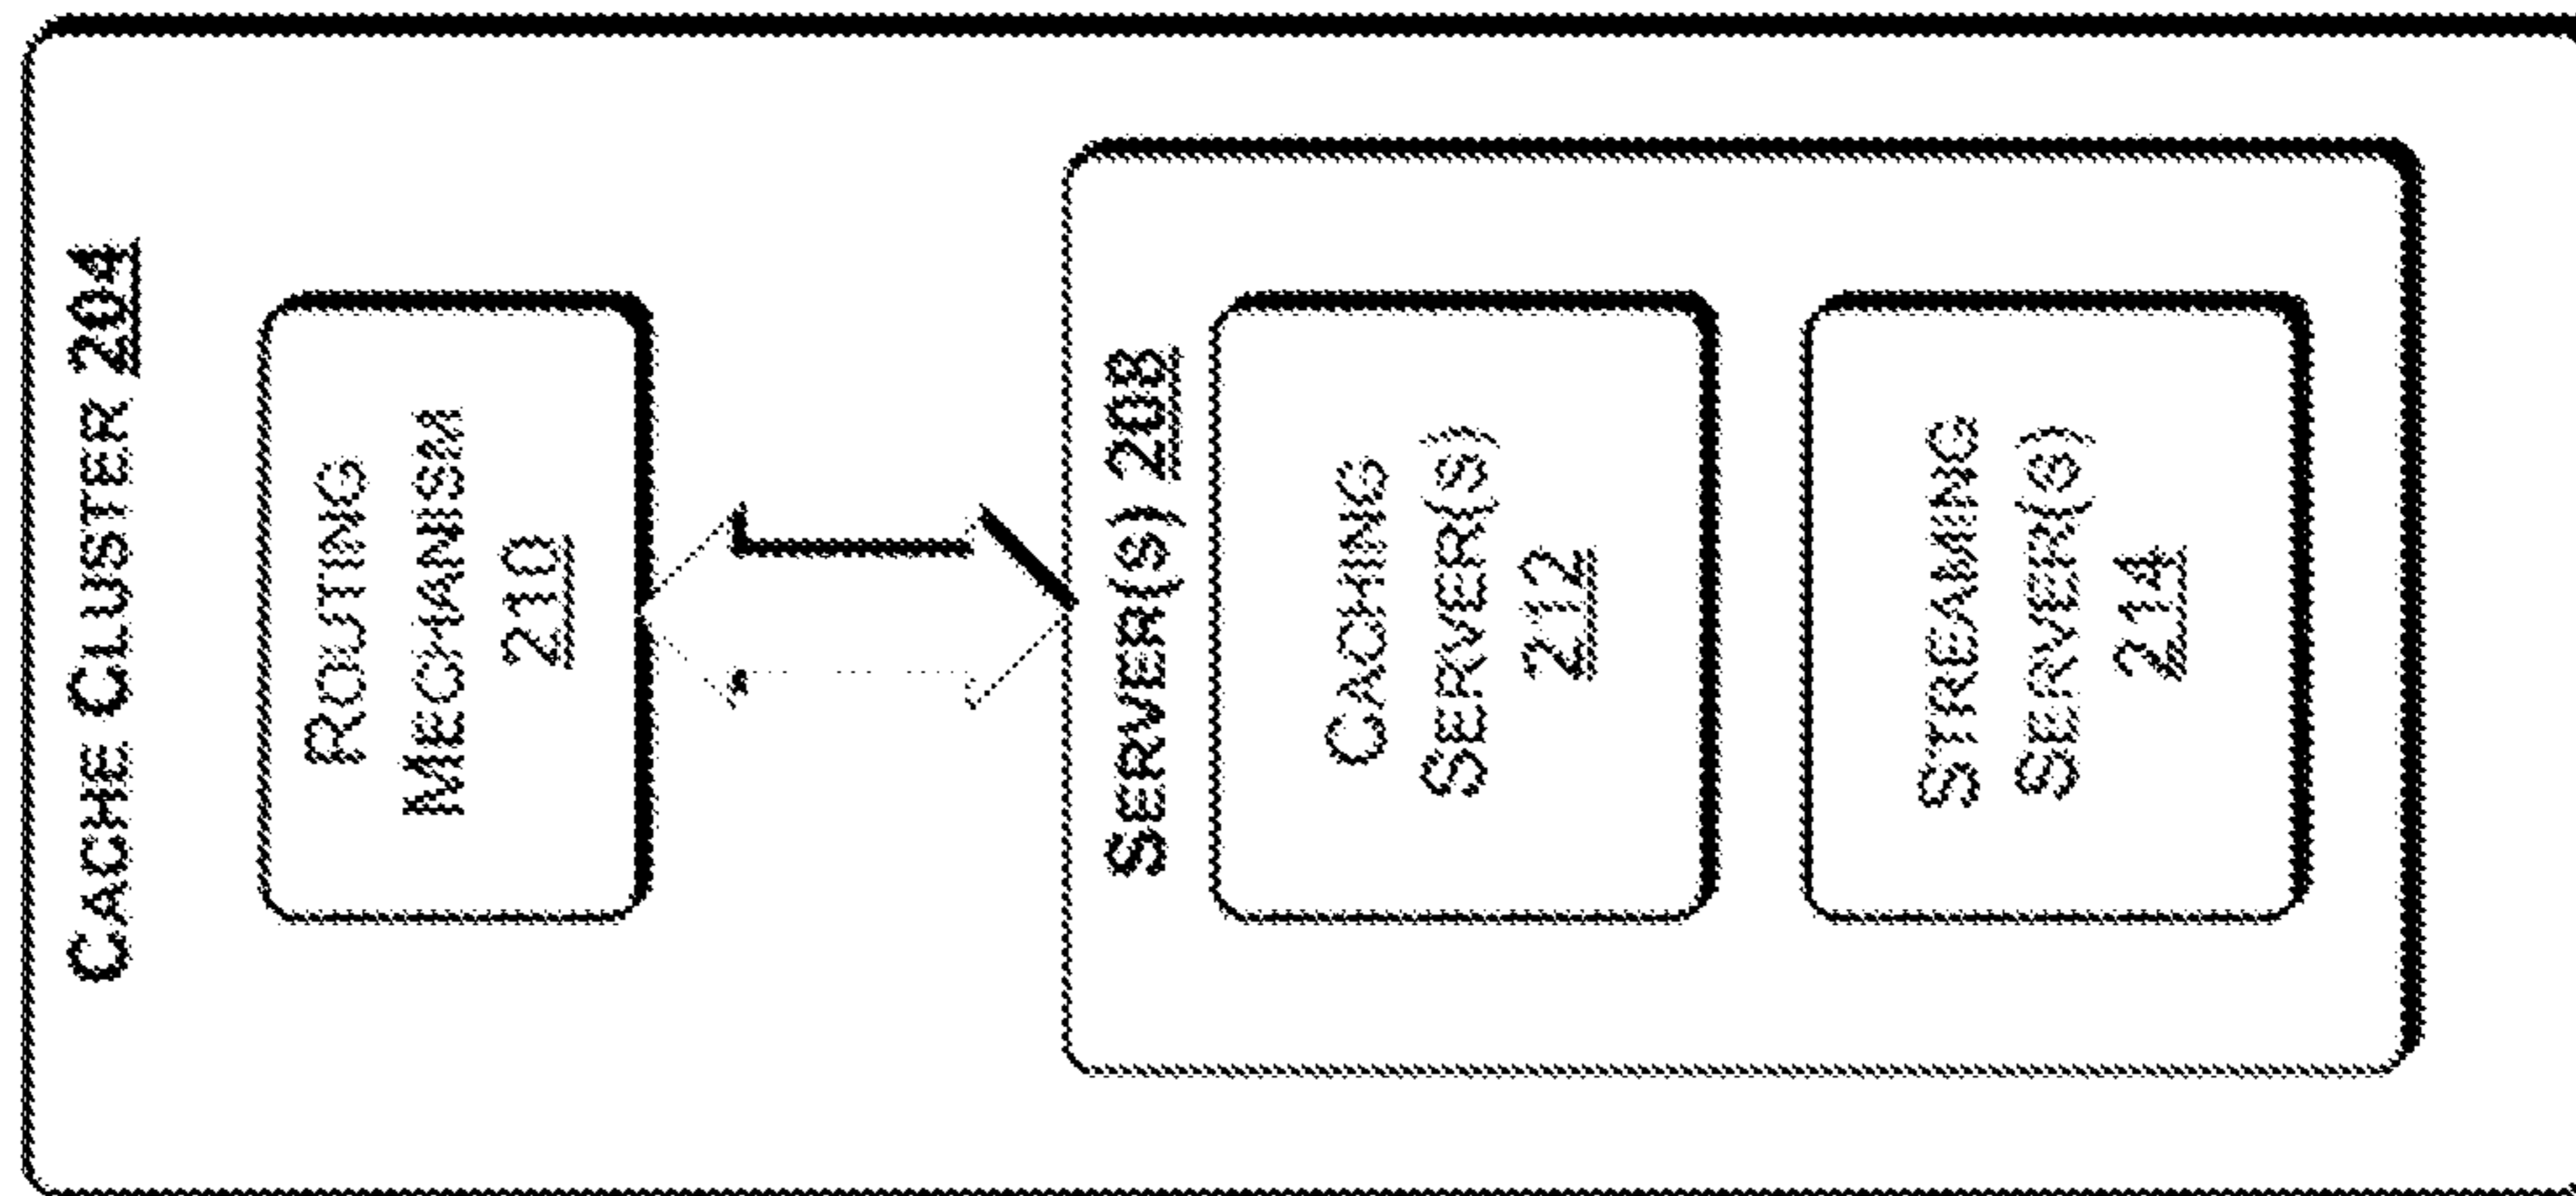 CACHE CLUSTER 204
ROUTING
MECHANISM
210
SERVER(S) 208
CACHING
SERVER(S)
212
STREAMING
SERVER(S)
214